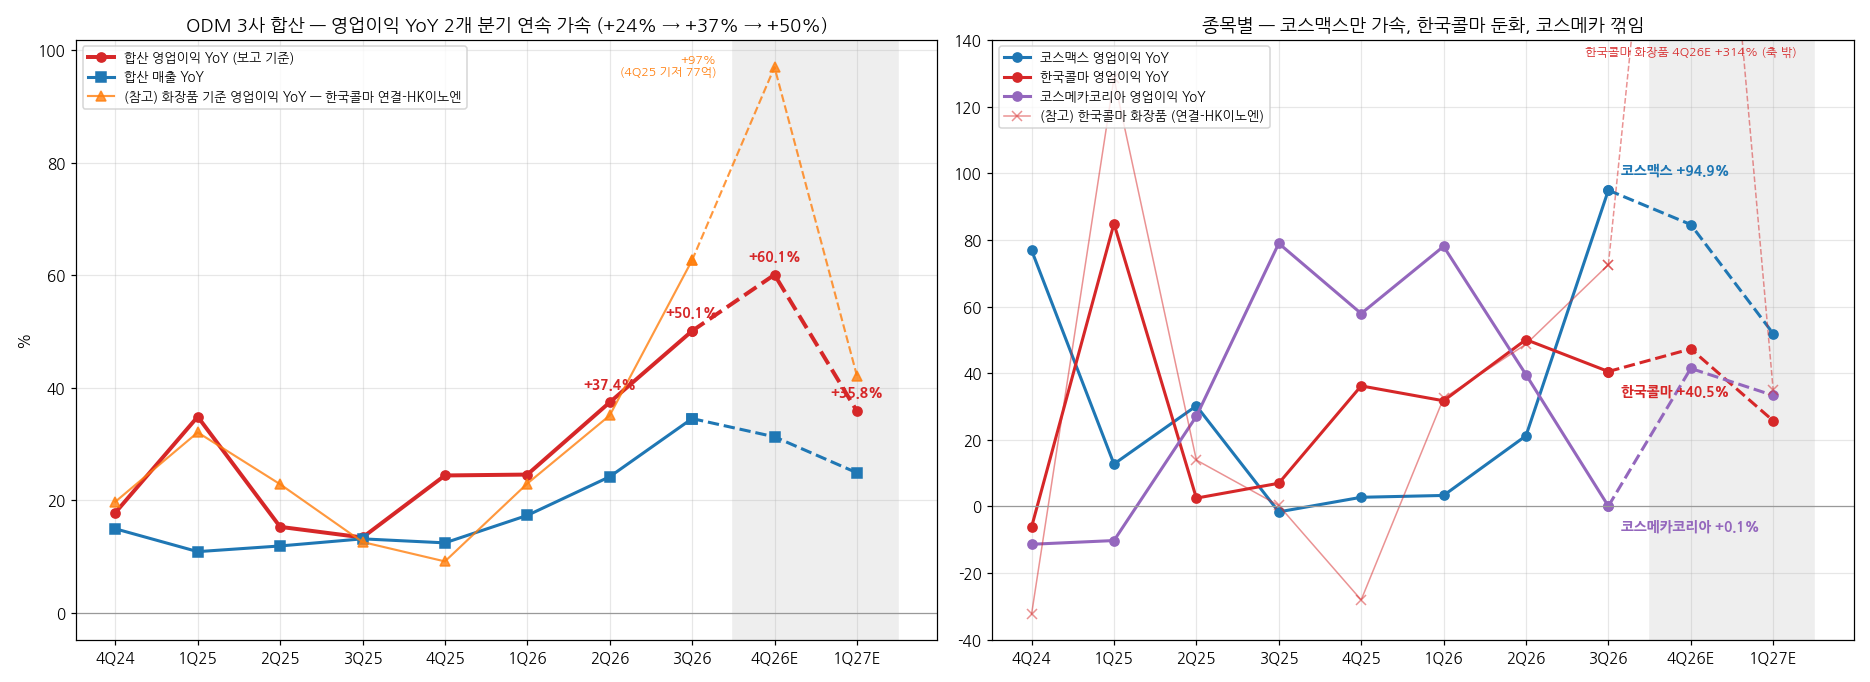 ODM 3사 합산 — 영업이익 YoY 2개 분기 연속 가속 (+24% → +37% → +50%)
합산 영업이익 YoY (보고 기준)
합산 매출 YoY
(참고) 화장품 기준 영업이익 YoY — 한국콜마 연결-HK이노엔
+97%
(4Q25 기저 77억)
+60.1%
+50.1%
+37.4%
+35.8%
%
100
80
60
40
20
0
4Q24 1Q25 2Q25 3Q25 4Q25 1Q26 2Q26 3Q26 4Q26E 1Q27E
종목별 — 코스맥스만 가속, 한국콜마 둔화, 코스메카 꺾임
코스맥스 영업이익 YoY
한국콜마 영업이익 YoY
코스메카코리아 영업이익 YoY
(참고) 한국콜마 화장품 (연결-HK이노엔)
한국콜마 화장품 4Q26E +314% (축 밖)
코스맥스 +94.9%
한국콜마 +40.5%
코스메카코리아 +0.1%
140
120
100
80
60
40
20
0
-20
-40
4Q24 1Q25 2Q25 3Q25 4Q25 1Q26 2Q26 3Q26 4Q26E 1Q27E